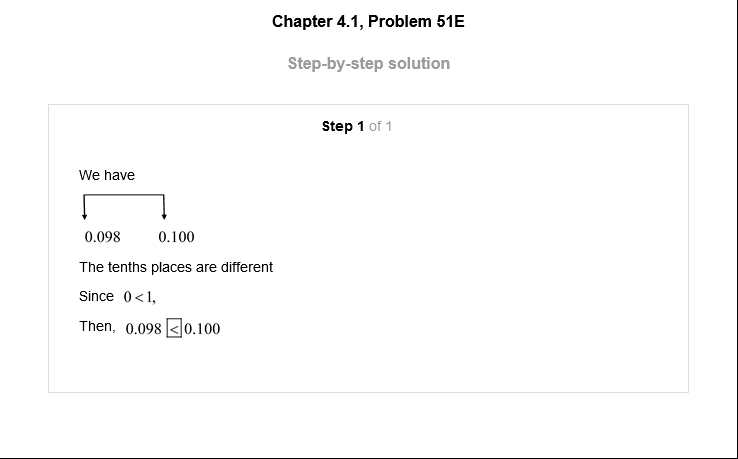 Chapter 4.1, Problem 51E
Step-by-step solution
Step 1 of 1
We have
0.098 0.100
The tenths places are different
Since 0<1,
Then, 0.098 < 0.100